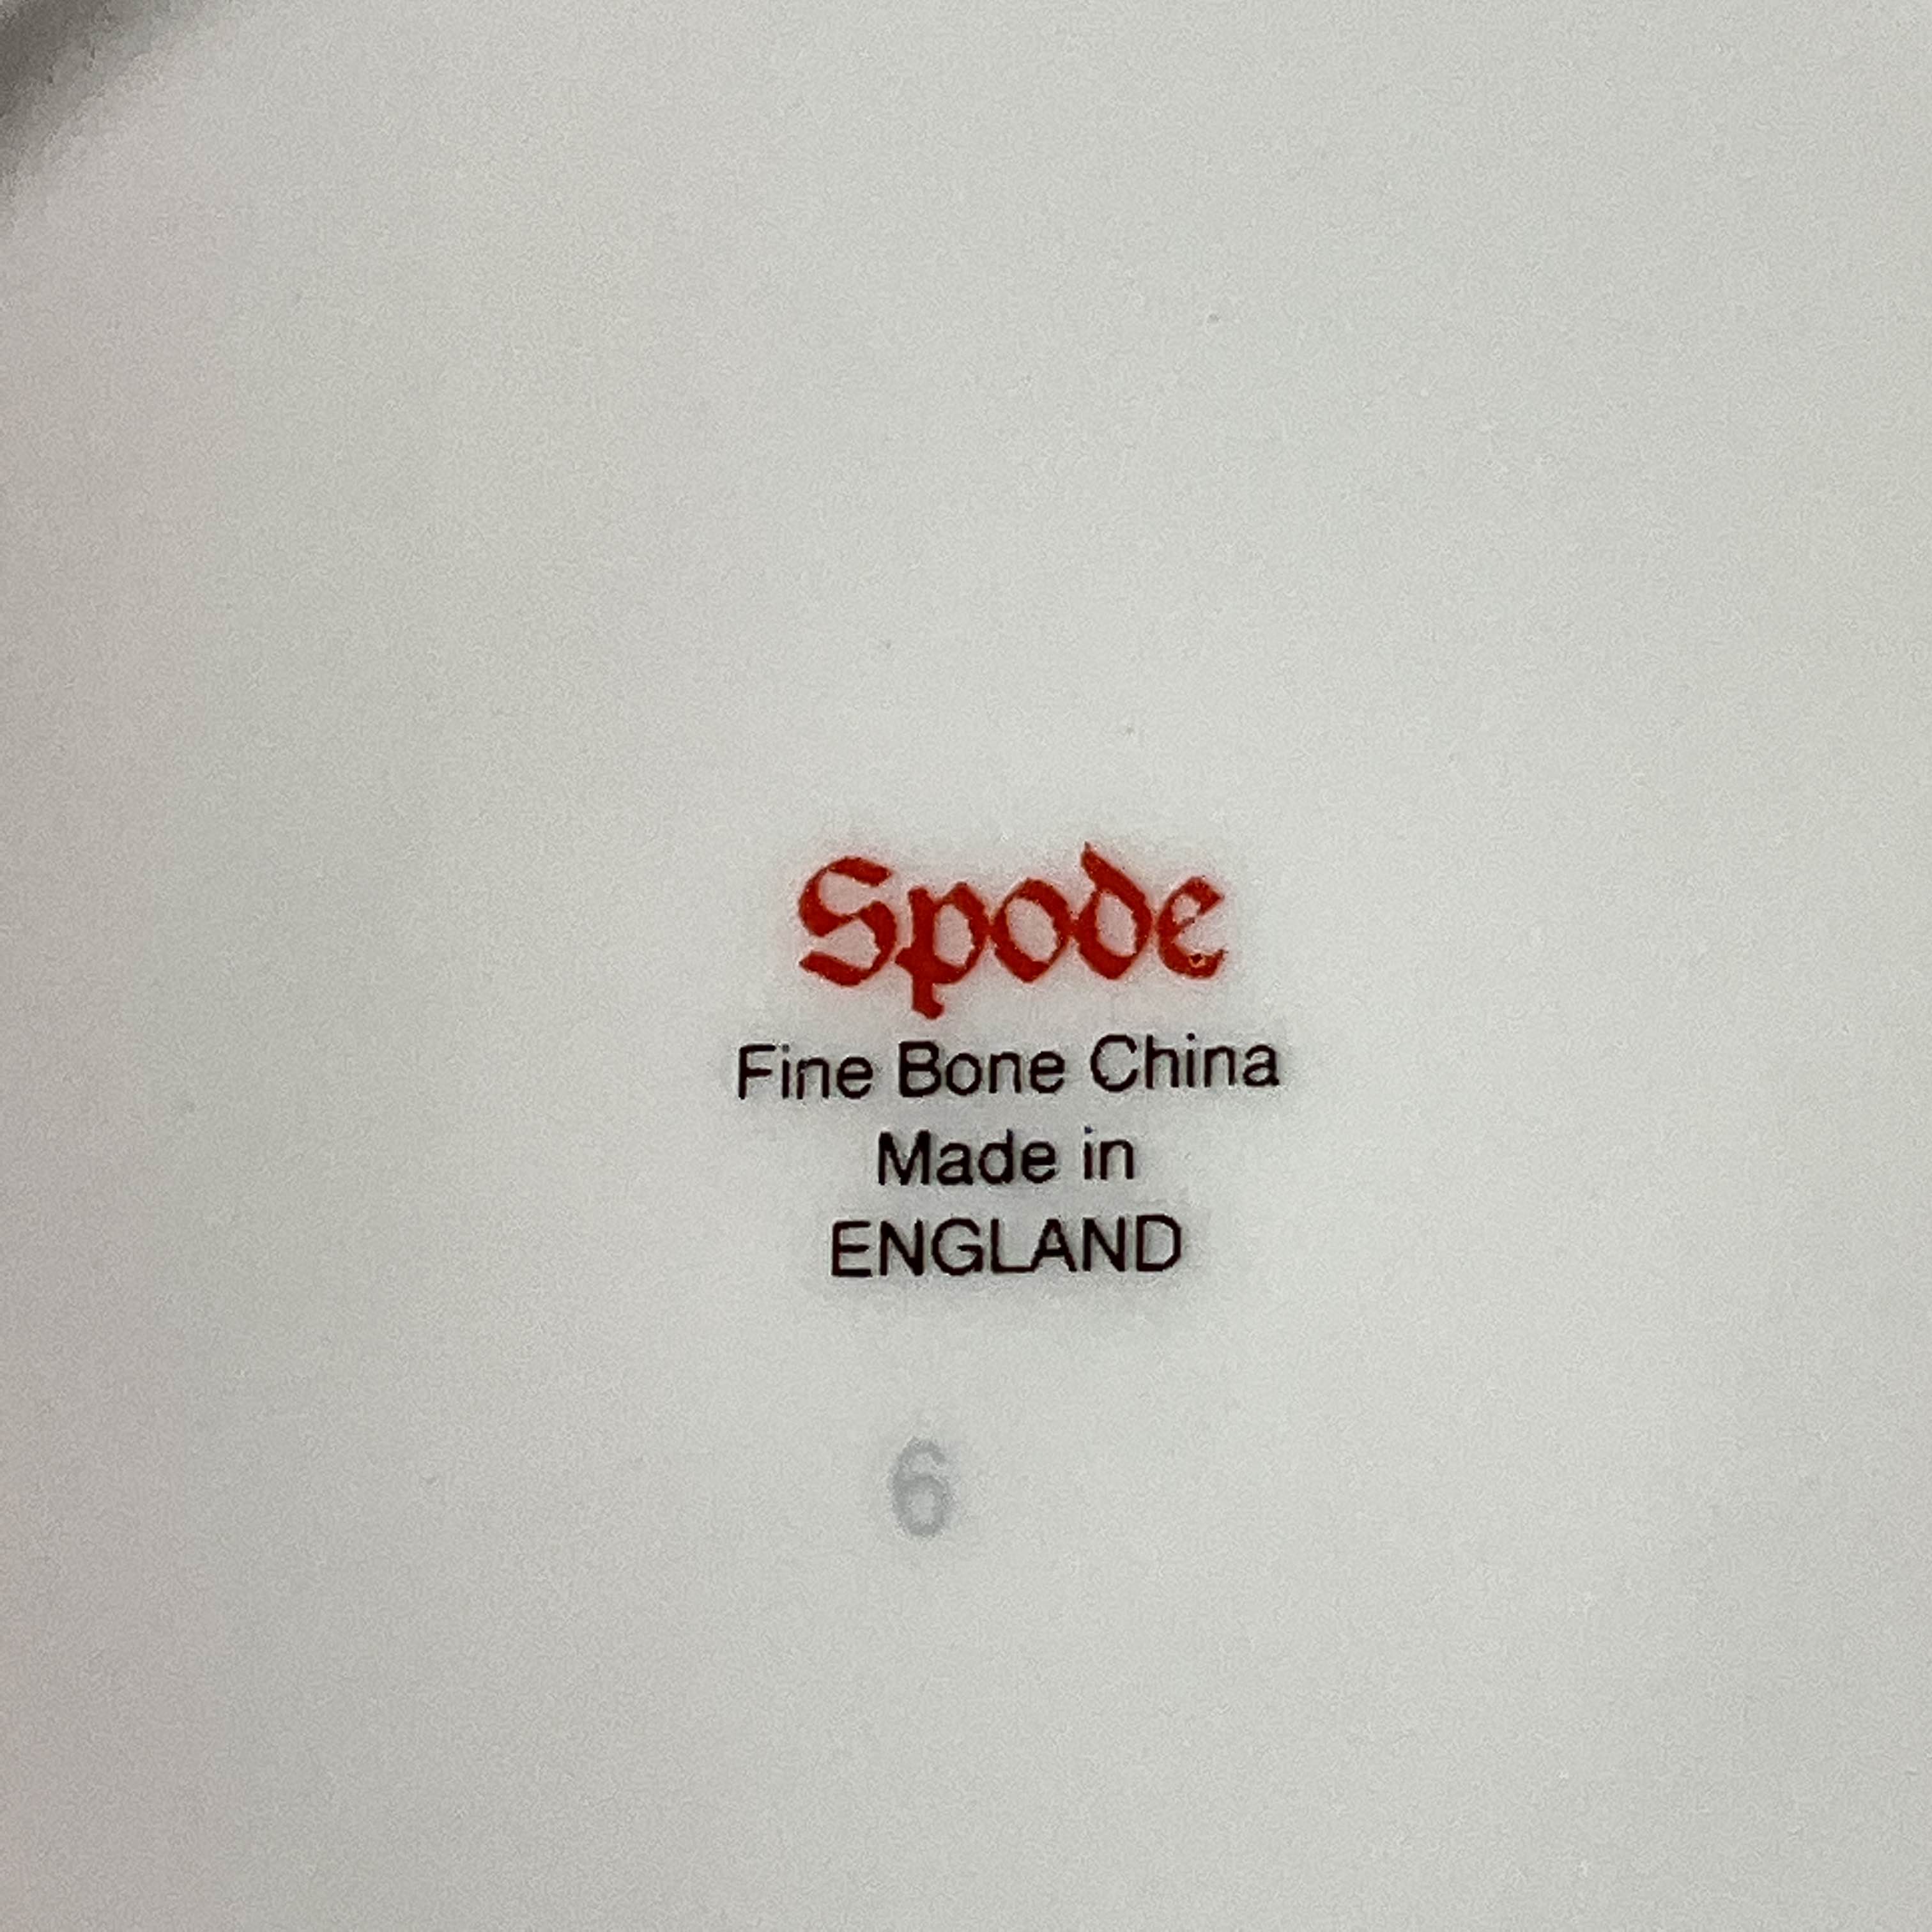 Spode
Fine Bone China
Made in
ENGLAND
6